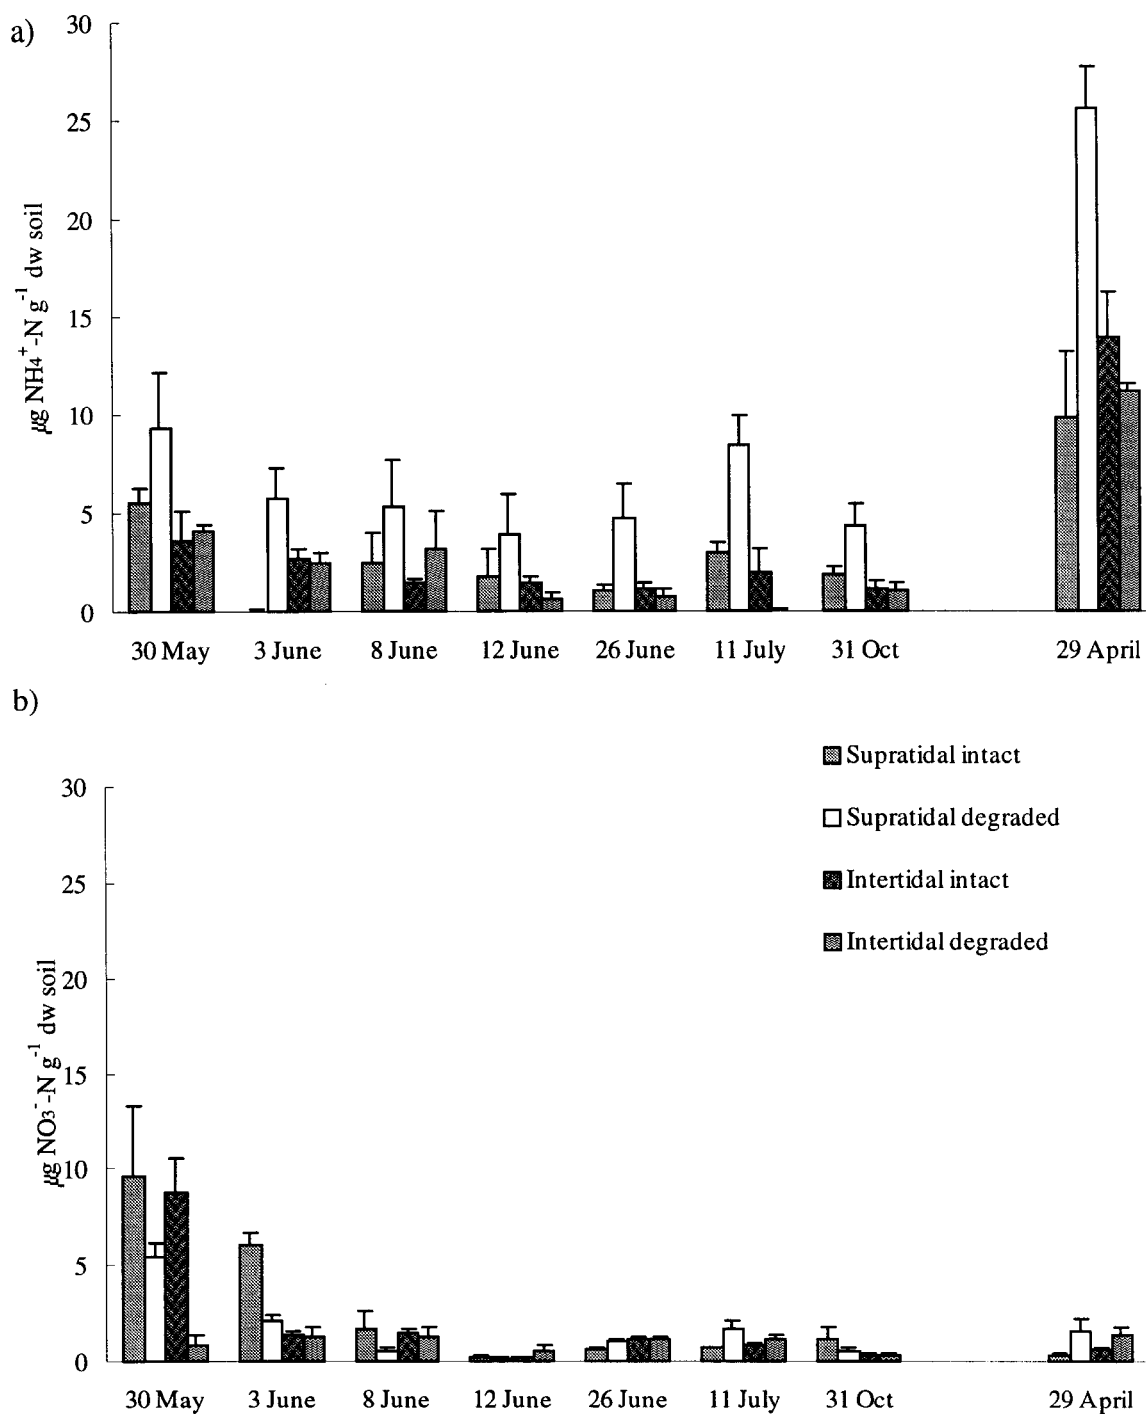 a)
30
25
20
15
10
5
0
µg NH4+-N g-1 dw soil
30 May 3 June 8 June 12 June 26 June 11 July 31 Oct 29 April
b)
Supratidal intact
Supratidal degraded
Intertidal intact
Intertidal degraded
30
25
20
15
10
5
0
µg NO3--N g-1 dw soil
30 May 3 June 8 June 12 June 26 June 11 July 31 Oct 29 April